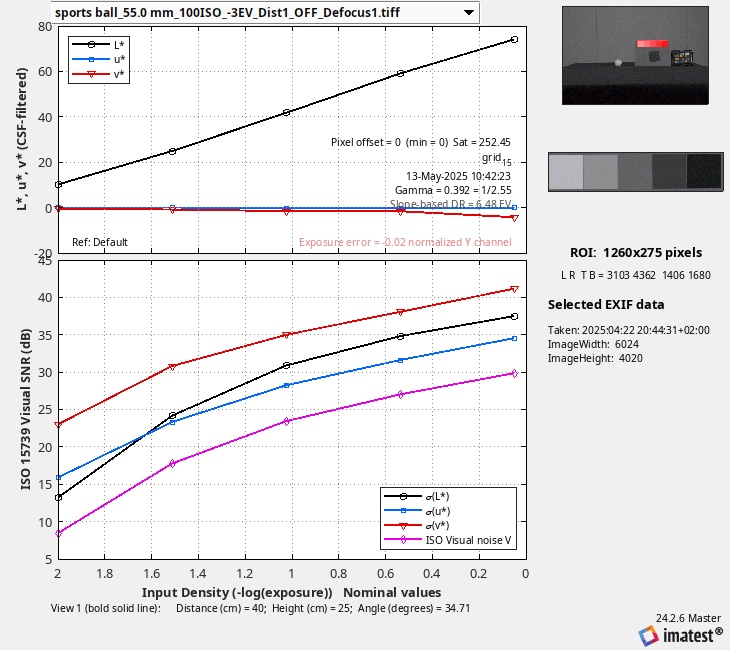 sports ball_55.0 mm_100ISO_-3EV_Dist1_OFF_Defocus1.tiff
80
60
40
20
0
-20
L*, u*, v* (CSF-filtered)
L*
u*
v*
Pixel offset = 0 (min = 0) Sat = 252.45
grid 15
13-May-2025 10:42:23
Gamma = 0.392 = 1/2.55
Slope-based DR = 6.48 EV
Ref: Default
Exposure error = -0.02 normalized Y channel
45
40
35
30
25
20
15
10
5
ISO 15739 Visual SNR (dB)
σ(L*)
σ(u*)
σ(v*)
ISO Visual noise V
2 1.8 1.6 1.4 1.2 1 0.8 0.6 0.4 0.2 0
Input Density (-log(exposure)) Nominal values
View 1 (bold solid line): Distance (cm) = 40; Height (cm) = 25; Angle (degrees) = 34.71
ROI: 1260x275 pixels
L R T B = 3103 4362 1406 1680
Selected EXIF data
Taken: 2025:04:22 20:44:31+02:00
ImageWidth: 6024
ImageHeight: 4020
24.2.6 Master
imatest®